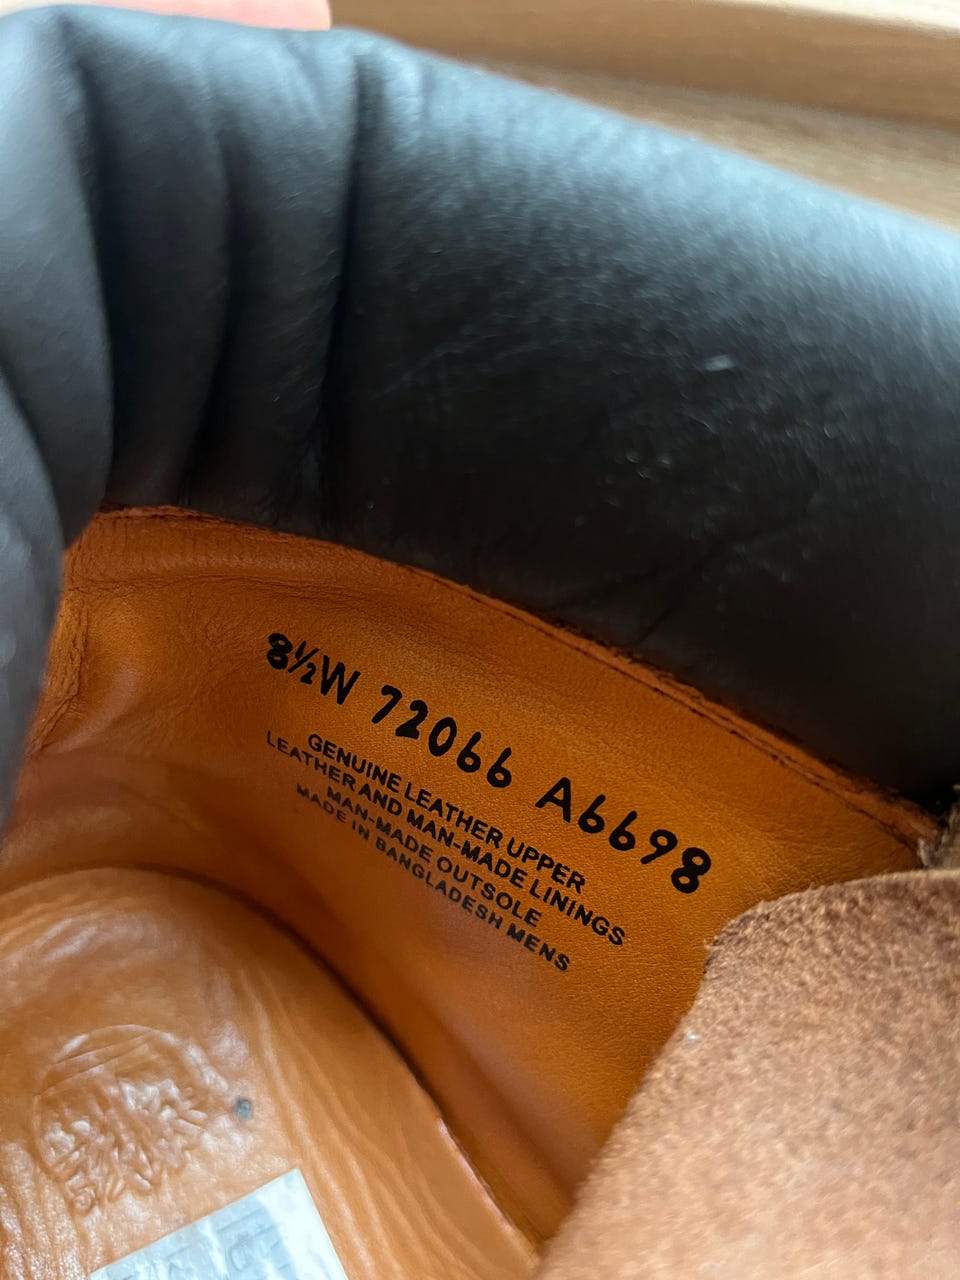 8½W 72066 A6698
GENUINE LEATHER UPPER
LEATHER AND MAN-MADE LININGS
MAN-MADE OUTSOLE
MADE IN BANGLADESH MENS